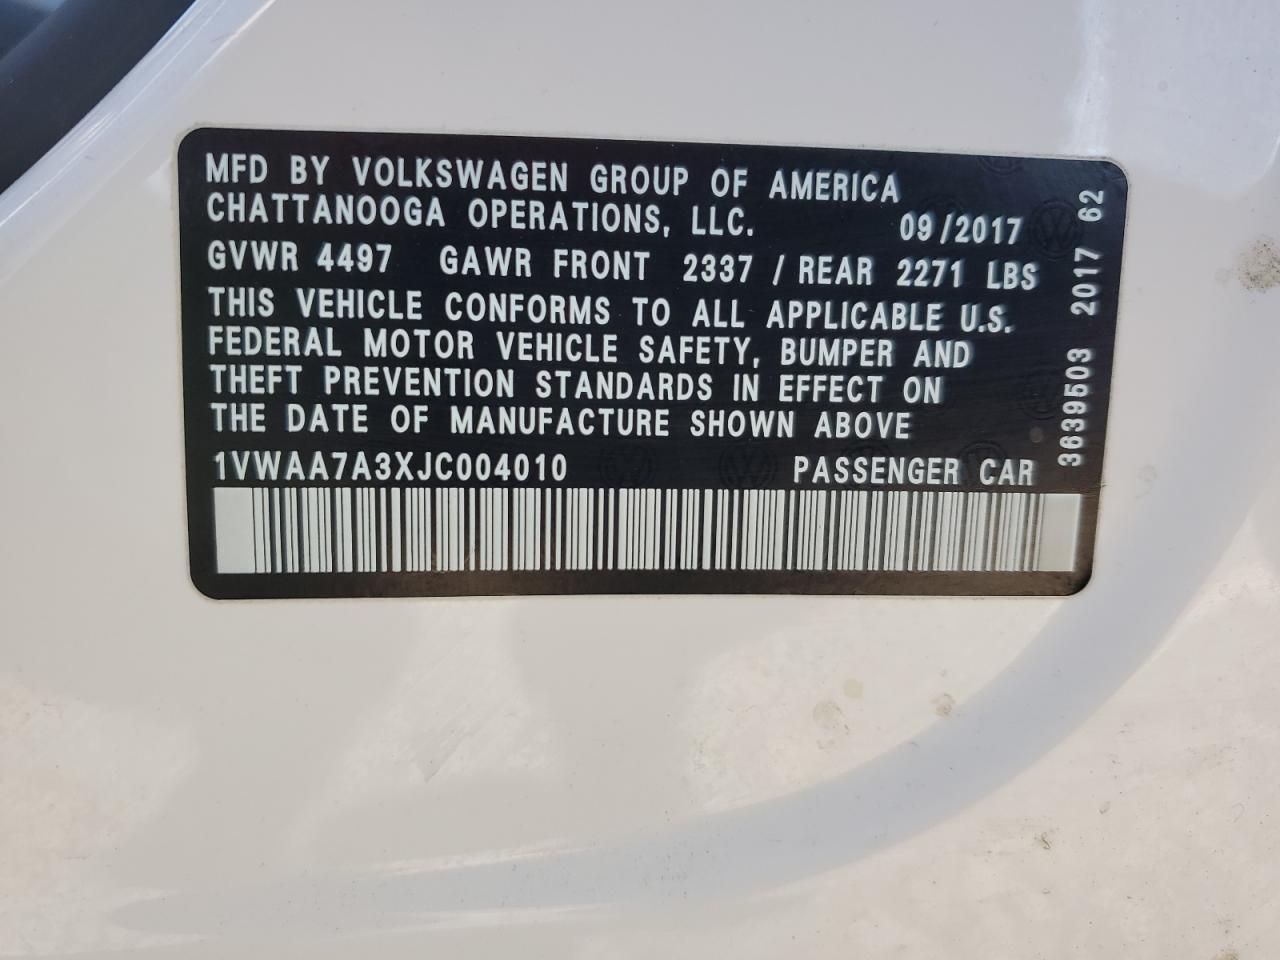 MFD BY VOLKSWAGEN GROUP OF AMERICA
CHATTANOOGA OPERATIONS, LLC. 09/2017
GVWR 4497 GAWR FRONT 2337 / REAR 2271 LBS
THIS VEHICLE CONFORMS TO ALL APPLICABLE U.S.
FEDERAL MOTOR VEHICLE SAFETY, BUMPER AND
THEFT PREVENTION STANDARDS IN EFFECT ON
THE DATE OF MANUFACTURE SHOWN ABOVE
1VWAA7A3XJC004010 PASSENGER CAR
3639503 2017 62